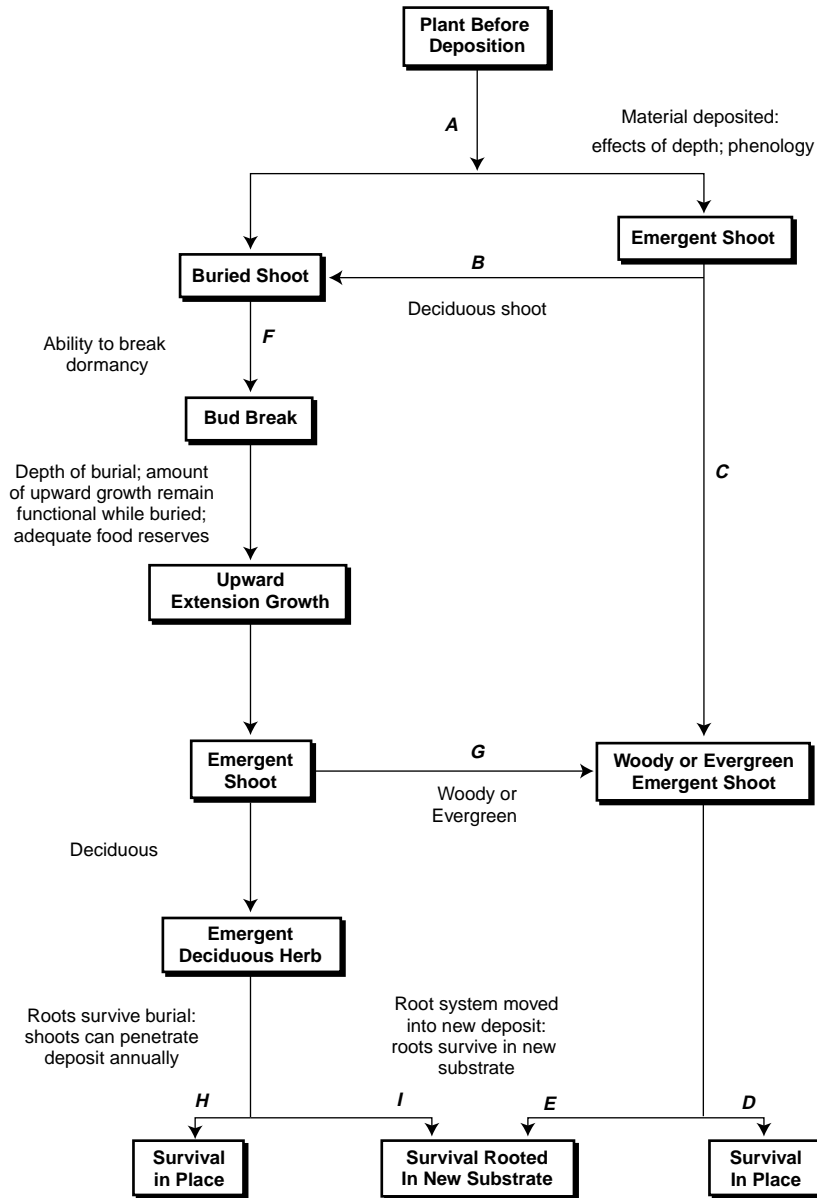 Plant Before
Deposition
A
Material deposited:
effects of depth; phenology
Emergent Shoot
Buried Shoot
B
Deciduous shoot
F
Ability to break
dormancy
Bud Break
Depth of burial; amount
of upward growth remain
functional while buried;
adequate food reserves
C
Upward
Extension Growth
Emergent
Shoot
G
Woody or
Evergreen
Woody or Evergreen
Emergent Shoot
Deciduous
Emergent
Deciduous Herb
Roots survive burial:
shoots can penetrate
deposit annually
Root system moved
into new deposit:
roots survive in new
substrate
H
I
E
D
Survival
in Place
Survival Rooted
In New Substrate
Survival
In Place